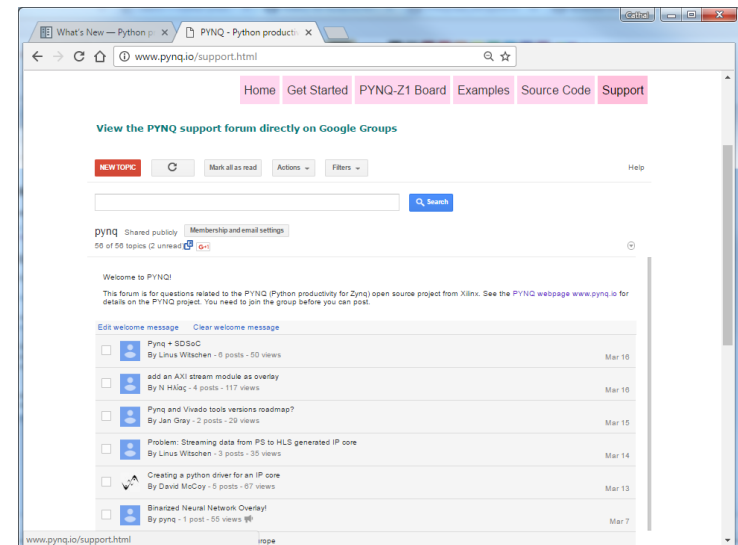 Cathal
What's New — Python p
PYNQ - Python producti
www.pynq.io/support.html
Home Get Started PYNQ-Z1 Board Examples Source Code Support
View the PYNQ support forum directly on Google Groups
NEW TOPIC Mark all as read Actions Filters Help
Search
pynq Shared publicly Membership and email settings
56 of 56 topics (2 unread) G+1
Welcome to PYNQ!
This forum is for questions related to the PYNQ (Python productivity for Zynq) open source project from Xilinx. See the PYNQ webpage www.pynq.io for
details on the PYNQ project. You need to join the group before you can post.
Edit welcome message Clear welcome message
Pynq + SDSoC
By Linus Witschen - 6 posts - 50 views Mar 16
add an AXI stream module as overlay
By N Ηλίας - 4 posts - 117 views Mar 16
Pynq and Vivado tools versions roadmap?
By Jan Gray - 2 posts - 29 views Mar 15
Problem: Streaming data from PS to HLS generated IP core
By Linus Witschen - 3 posts - 35 views Mar 14
Creating a python driver for an IP core
By David McCoy - 5 posts - 67 views Mar 13
Binarized Neural Network Overlay!
By pynq - 1 post - 55 views Mar 7
www.pynq.io/support.html